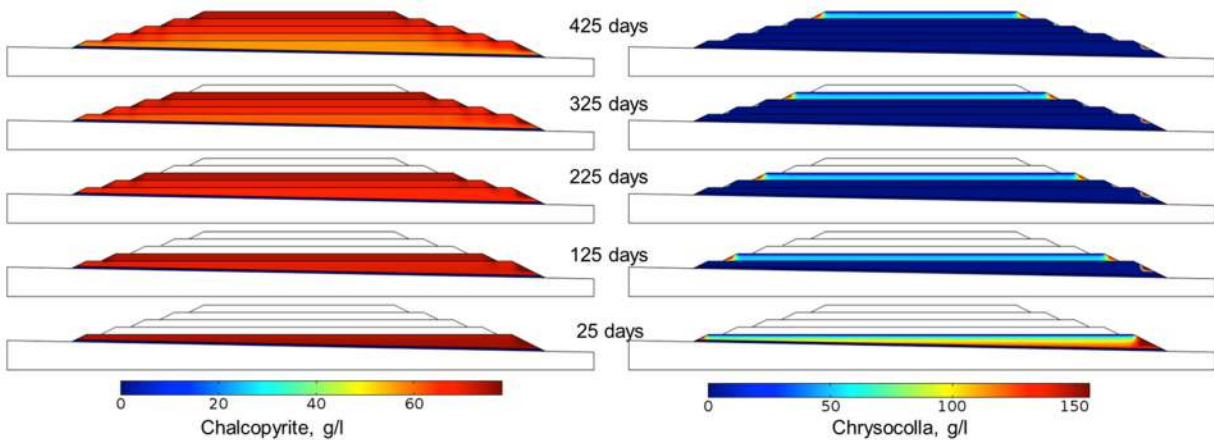 425 days
325 days
225 days
125 days
25 days
0 20 40 60
Chalcopyrite, g/l
0 50 100 150
Chrysocolla, g/l